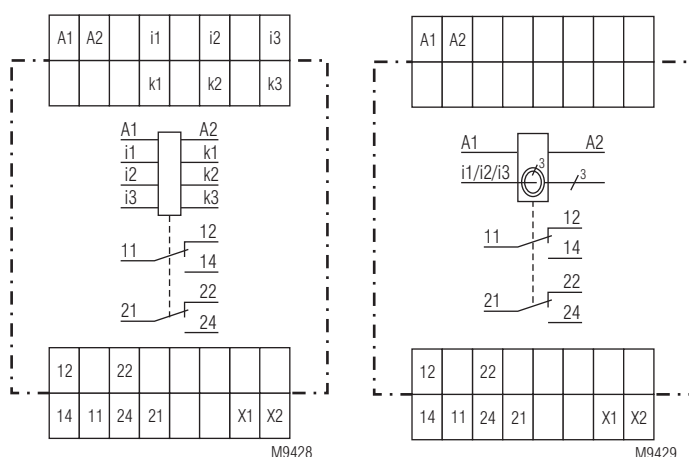 A1 A2 i1 i2 i3
k1 k2 k3
A1 A2
i1 k1
i2 k2
i3 k3
12
11
14
22
21
24
12 22
14 11 24 21 X1 X2
M9428
A1 A2
A1 A2
3
i1/i2/i3 3
12
11
14
22
21
24
12 22
14 11 24 21 X1 X2
M9429